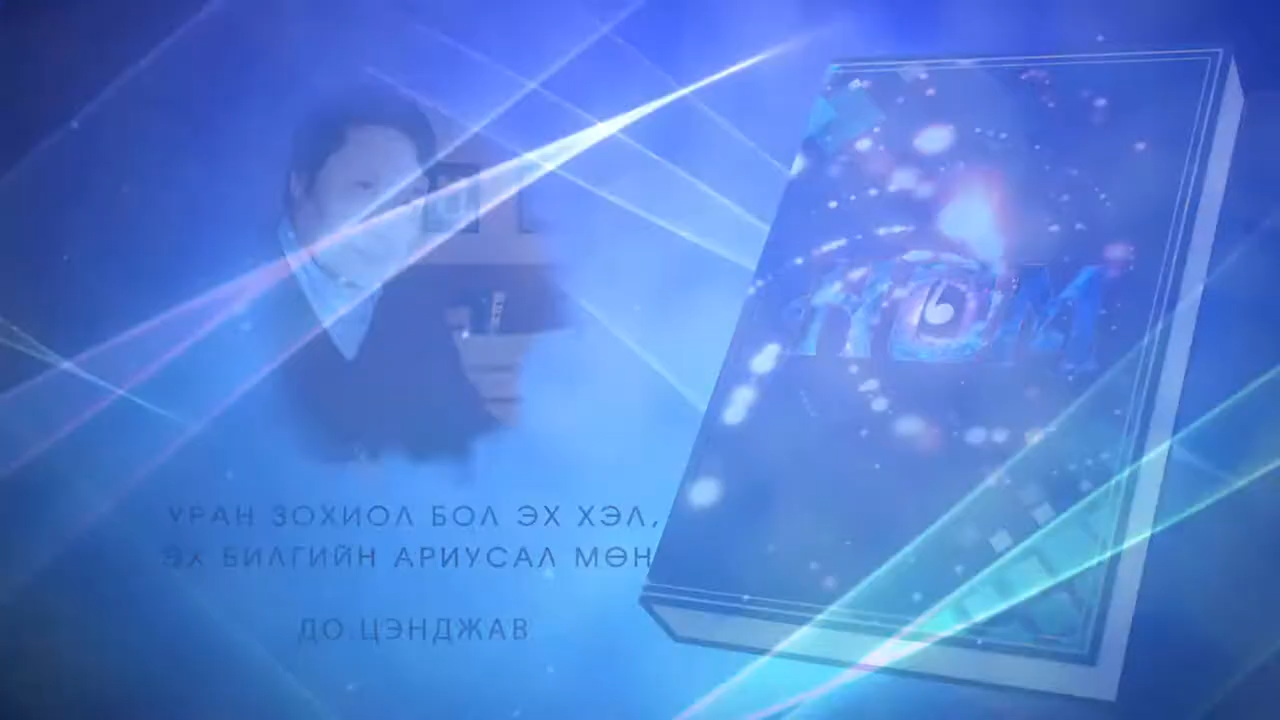 УРАН ЗОХИОЛ БОЛ ЭХ ХЭЛ,
ЭХ БИЛГИЙН АРИУСАЛ МӨН
ДО ЦЭНДЖАВ
НОМ